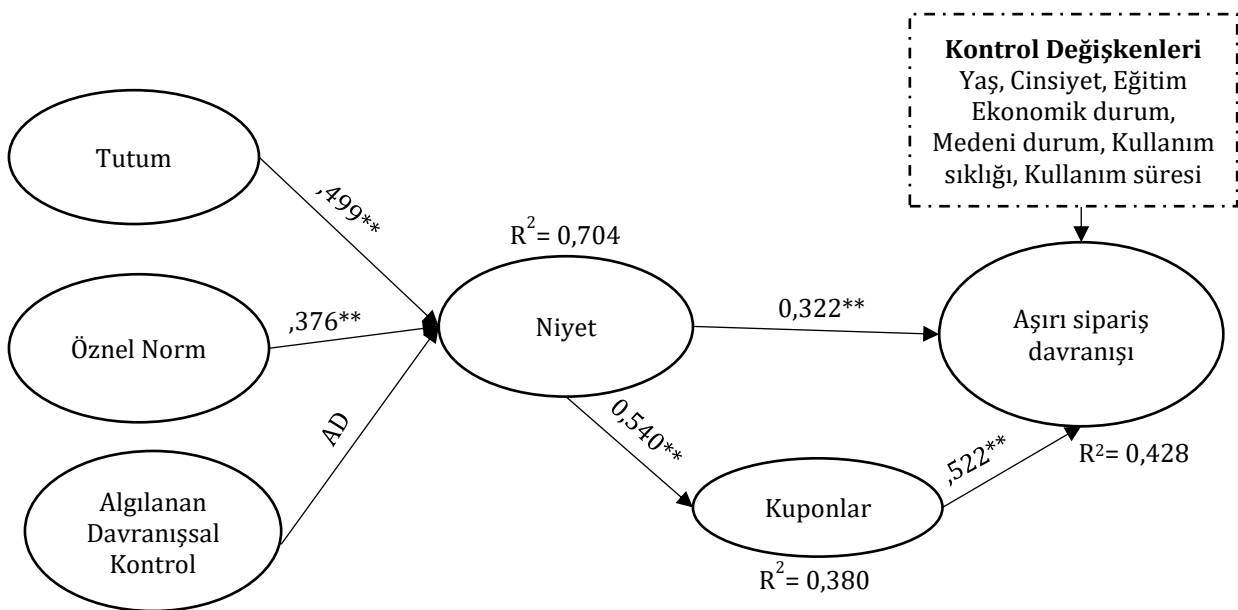 Kontrol Değişkenleri
Yaş, Cinsiyet, Eğitim
Ekonomik durum,
Medeni durum, Kullanım
sıklığı, Kullanım süresi
Tutum
,499**
R²= 0,704
Öznel Norm
,376**
Niyet
0,322**
Aşırı sipariş
davranışı
AD
0,540**
,522**
R²= 0,428
Algılanan
Davranışsal
Kontrol
Kuponlar
R²= 0,380